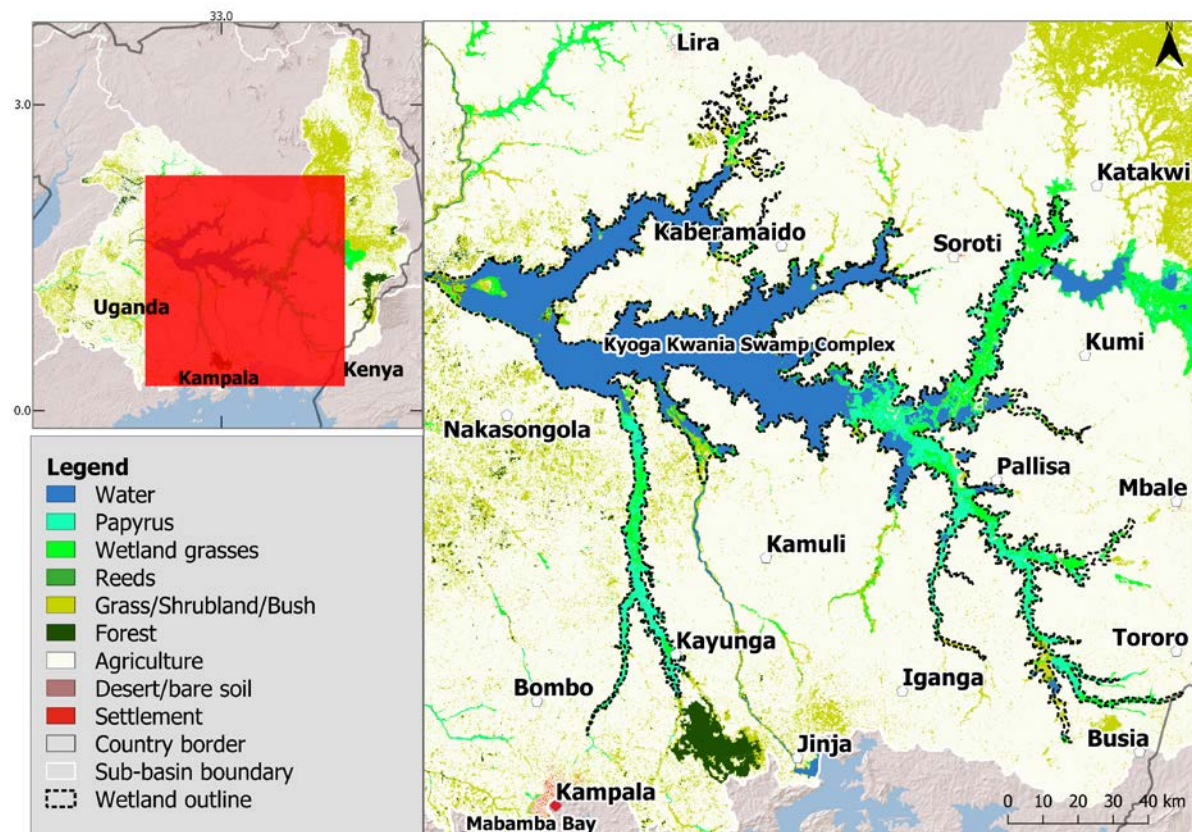 33.0
3.0
0.0
Uganda
Kampala
Kenya
Legend
Water
Papyrus
Wetland grasses
Reeds
Grass/Shrubland/Bush
Forest
Agriculture
Desert/bare soil
Settlement
Country border
Sub-basin boundary
Wetland outline
N
Lira
Katakwi
Kaberamaido
Soroti
Kyoga Kwania Swamp Complex
Kumi
Nakasongola
Pallisa
Mbale
Kamuli
Kayunga
Tororo
Bombo
Iganga
Jinja
Busia
Kampala
Mabamba Bay
0 10 20 30 40 km